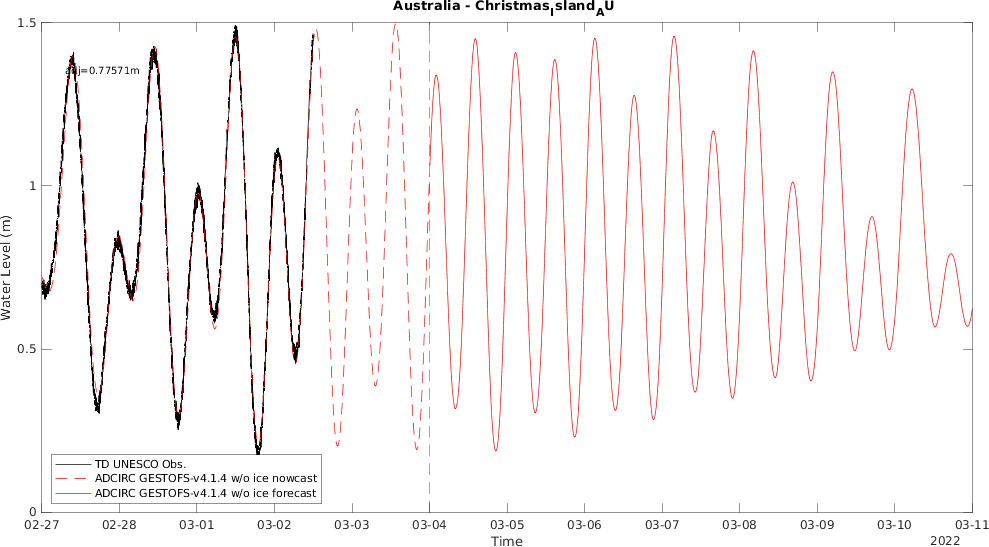 Australia - Christmas_Island_AU
1.5
adj=0.77571m
1
Water Level (m)
0.5
TD UNESCO Obs.
ADCIRC GESTOFS-v4.1.4 w/o ice nowcast
ADCIRC GESTOFS-v4.1.4 w/o ice forecast
0
02-27 02-28 03-01 03-02 03-03 03-04 03-05 03-06 03-07 03-08 03-09 03-10 03-11
Time
2022